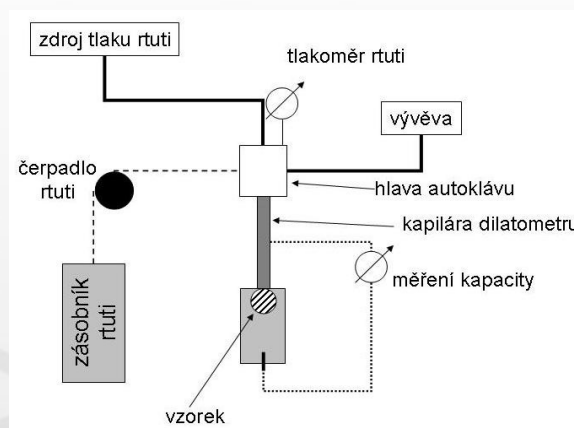 zdroj tlaku rtuti
tlakoměr rtuti
vývěva
čerpadlo
rtuti
hlava autoklávu
kapilára dilatometru
měření kapacity
zásobník
rtuti
vzorek